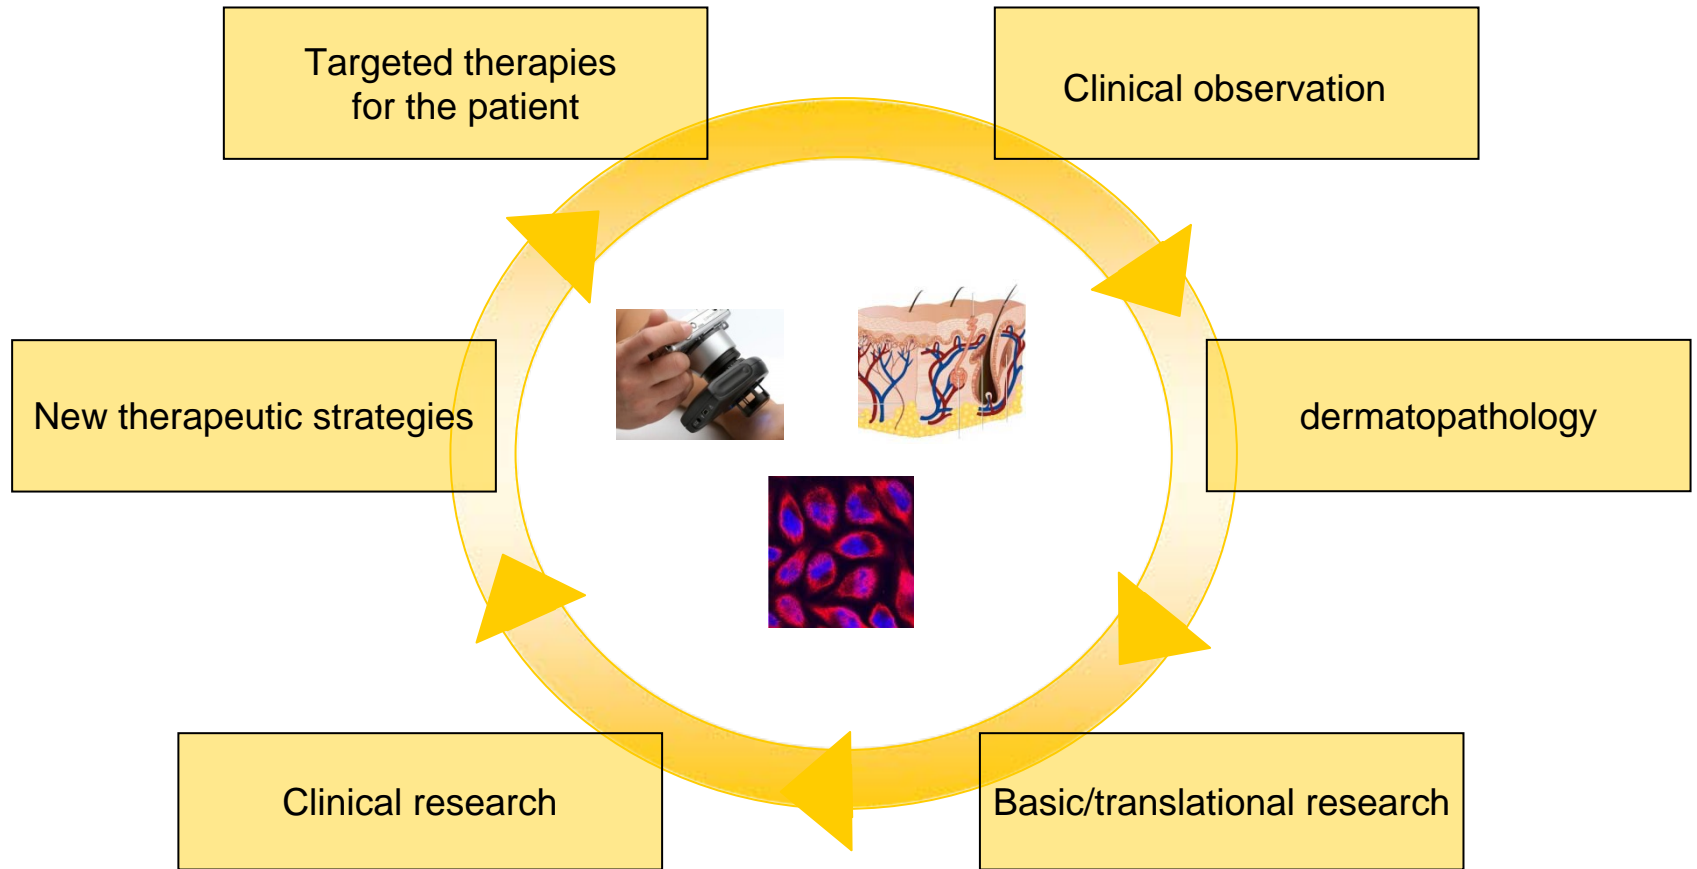 Targeted therapies
for the patient
Clinical observation
New therapeutic strategies
dermatopathology
Clinical research
Basic/translational research